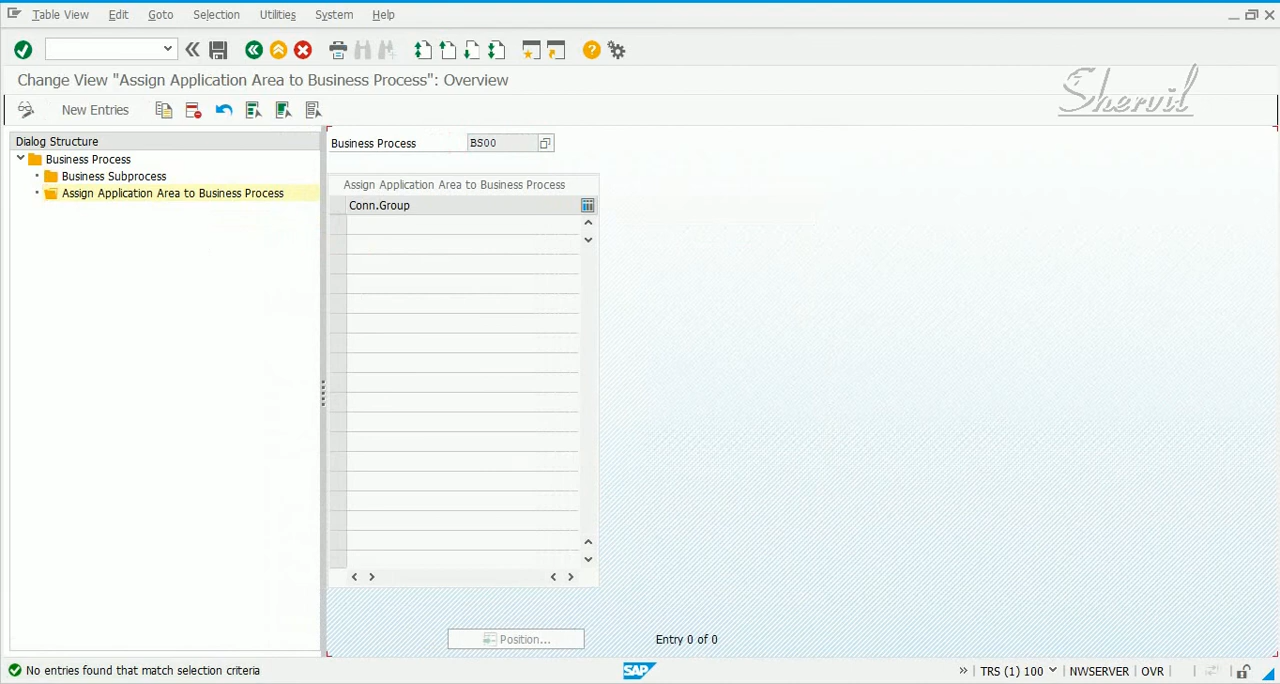 Table View Edit Goto Selection Utilities System Help
Change View "Assign Application Area to Business Process": Overview
Shervil
New Entries
Dialog Structure
Business Process
Business Subprocess
Assign Application Area to Business Process
Business Process BS00
Assign Application Area to Business Process
Conn.Group
Position... Entry 0 of 0
No entries found that match selection criteria SAP TRS (1) 100 NWSERVER OVR